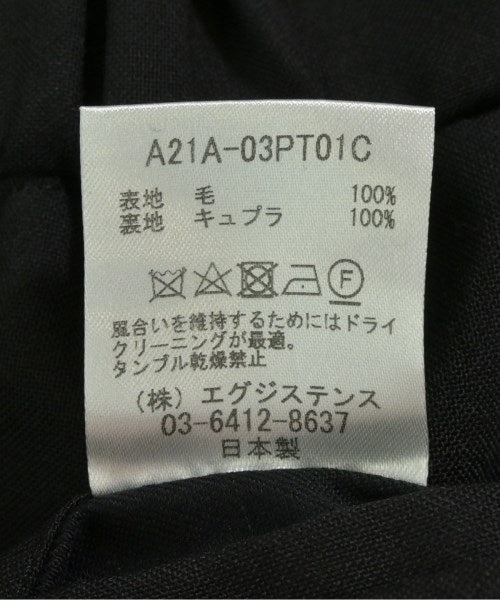 A21A-03PT01C
表地 毛 100%
裏地 キュプラ 100%
F
風合いを維持するためにはドライ
クリーニングが最適。
タンブル乾燥禁止
(株) エグジステンス
03-6412-8637
日本製